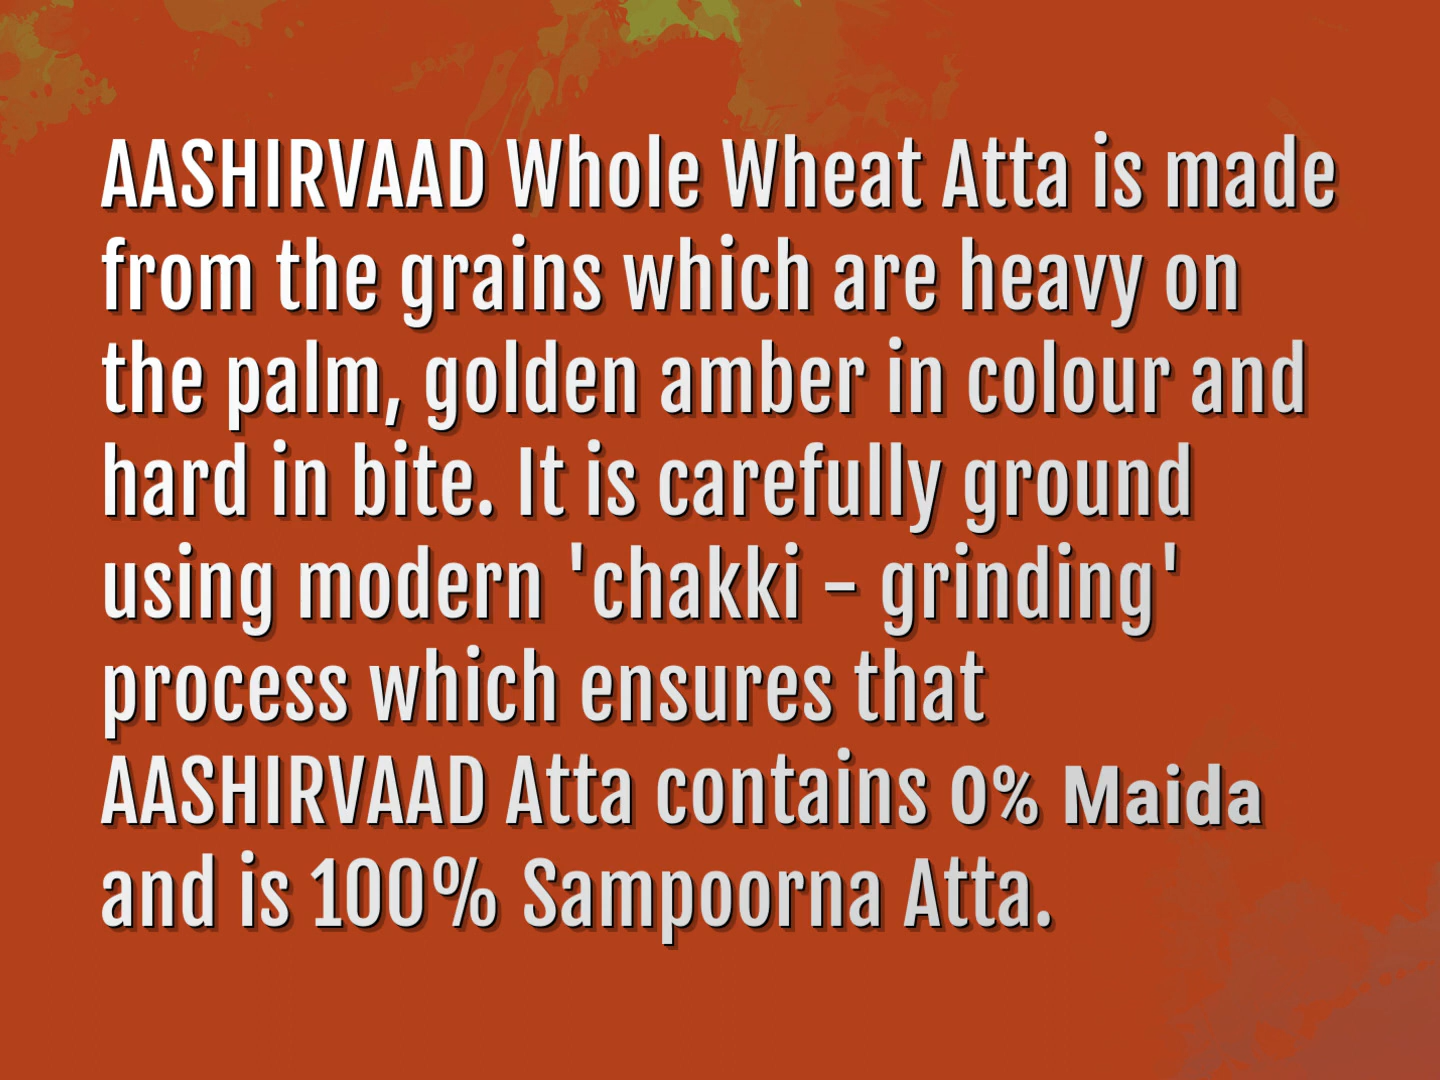 AASHIRVAAD Whole Wheat Atta is made
from the grains which are heavy on
the palm, golden amber in colour and
hard in bite. It is carefully ground
using modern 'chakki - grinding'
process which ensures that
AASHIRVAAD Atta contains 0% Maida
and is 100% Sampoorna Atta.